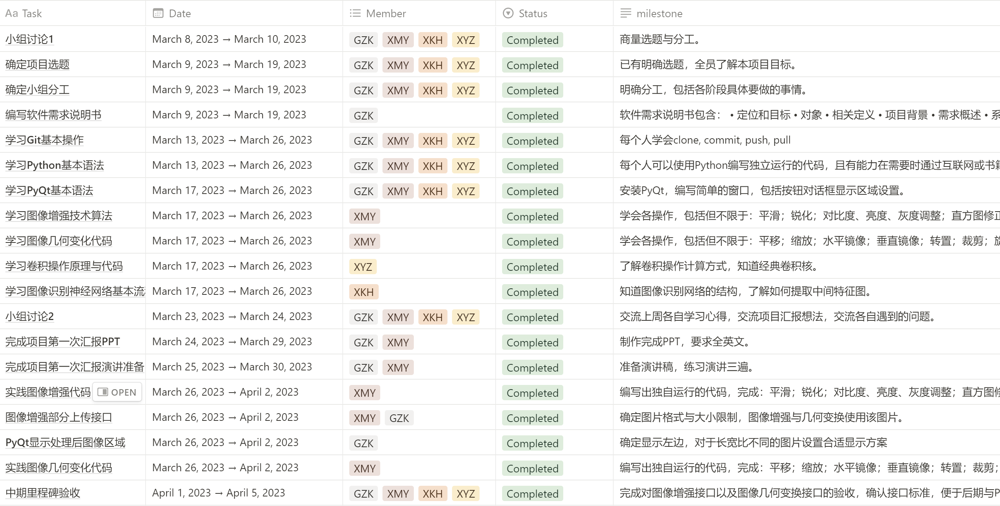 Aa Task Date Member Status milestone
小组讨论1 March 8, 2023 → March 10, 2023 GZK XMY XKH XYZ Completed 商量选题与分工。
确定项目选题 March 9, 2023 → March 19, 2023 GZK XMY XKH XYZ Completed 已有明确选题，全员了解本项目目标。
确定小组分工 March 9, 2023 → March 19, 2023 GZK XMY XKH XYZ Completed 明确分工，包括各阶段具体要做的事情。
编写软件需求说明书 March 9, 2023 → March 19, 2023 GZK Completed 软件需求说明书包含： • 定位和目标 • 对象 • 相关定义 • 项目背景 • 需求概述 • 系
学习Git基本操作 March 13, 2023 → March 26, 2023 GZK XMY XKH XYZ Completed 每个人学会clone, commit, push, pull
学习Python基本语法 March 13, 2023 → March 26, 2023 GZK XMY XKH XYZ Completed 每个人可以使用Python编写独立运行的代码，且有能力在需要时通过互联网或书籍
学习PyQt基本语法 March 17, 2023 → March 26, 2023 GZK XMY XKH XYZ Completed 安装PyQt，编写简单的窗口，包括按钮对话框显示区域设置。
学习图像增强技术算法 March 17, 2023 → March 26, 2023 XMY Completed 学会各操作，包括但不限于：平滑；锐化；对比度、亮度、灰度调整；直方图修正
学习图像几何变化代码 March 17, 2023 → March 26, 2023 XMY Completed 学会各操作，包括但不限于：平移；缩放；水平镜像；垂直镜像；转置；裁剪；旋
学习卷积操作原理与代码 March 17, 2023 → March 26, 2023 XYZ Completed 了解卷积操作计算方式，知道经典卷积核。
学习图像识别神经网络基本流 March 17, 2023 → March 26, 2023 XKH Completed 知道图像识别网络的结构，了解如何提取中间特征图。
小组讨论2 March 23, 2023 → March 24, 2023 GZK XMY XKH XYZ Completed 交流上周各自学习心得，交流项目汇报想法，交流各自遇到的问题。
完成项目第一次汇报PPT March 24, 2023 → March 29, 2023 GZK XMY Completed 制作完成PPT，要求全英文。
完成项目第一次汇报演讲准备 March 25, 2023 → March 30, 2023 GZK XMY Completed 准备演讲稿，练习演讲三遍。
实践图像增强代码 OPEN March 26, 2023 → April 2, 2023 XMY Completed 编写出独自运行的代码，完成：平滑；锐化；对比度、亮度、灰度调整；直方图修
图像增强部分上传接口 March 26, 2023 → April 2, 2023 XMY GZK Completed 确定图片格式与大小限制，图像增强与几何变换使用该图片。
PyQt显示处理后图像区域 March 26, 2023 → April 2, 2023 GZK Completed 确定显示左边，对于长宽比不同的图片设置合适显示方案
实践图像几何变化代码 March 26, 2023 → April 2, 2023 XMY Completed 编写出独自运行的代码，完成：平移；缩放；水平镜像；垂直镜像；转置；裁剪；
中期里程碑验收 April 1, 2023 → April 5, 2023 GZK XMY XKH XYZ Completed 完成对图像增强接口以及图像几何变换接口的验收，确认接口标准，便于后期与P